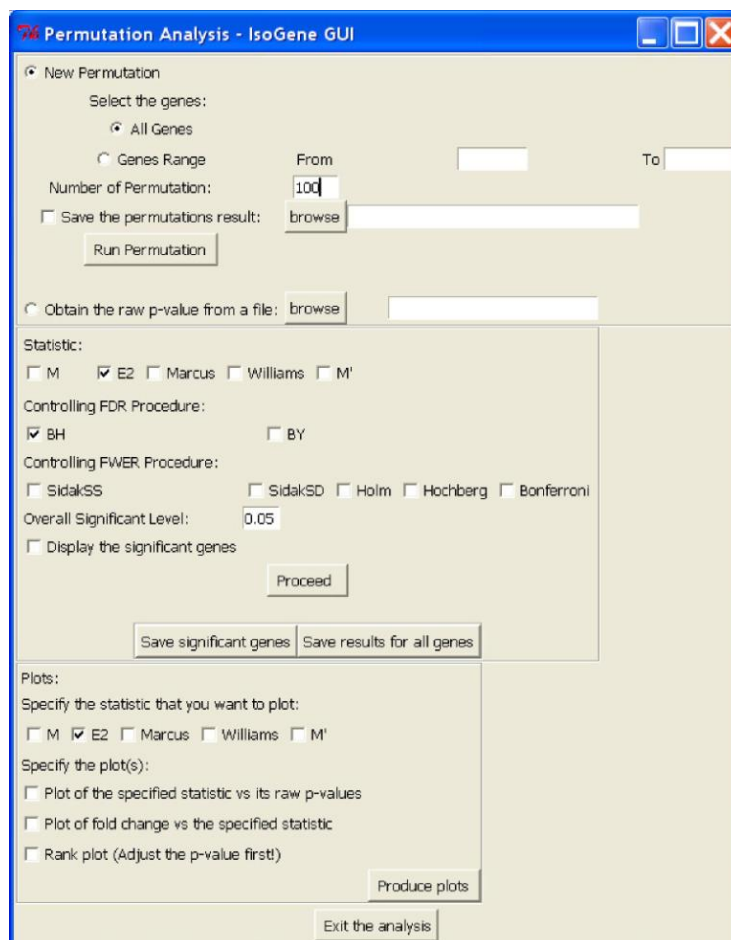 Permutation Analysis - IsoGene GUI
New Permutation
Select the genes:
All Genes
Genes Range From To
Number of Permutation: 100
Save the permutations result: browse
Run Permutation
Obtain the raw p-value from a file: browse
Statistic:
M E2 Marcus Williams M'
Controlling FDR Procedure:
BH BY
Controlling FWER Procedure:
SidakSS SidakSD Holm Hochberg Bonferroni
Overall Significant Level: 0.05
Display the significant genes
Proceed
Save significant genes Save results for all genes
Plots:
Specify the statistic that you want to plot:
M E2 Marcus Williams M'
Specify the plot(s):
Plot of the specified statistic vs its raw p-values
Plot of fold change vs the specified statistic
Rank plot (Adjust the p-value first!)
Produce plots
Exit the analysis